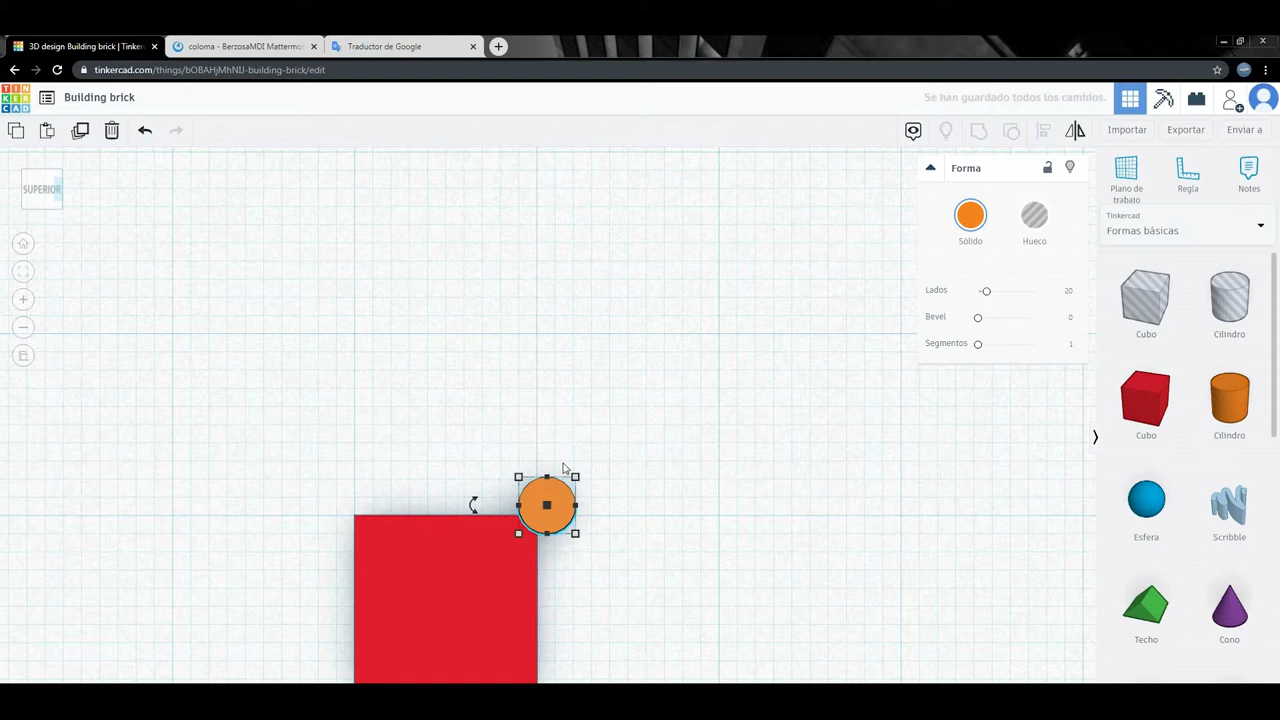 3D design Building brick | Tinker
coloma - BerzosaMDI Mattermo
Traductor de Google
tinkercad.com/things/bOBAHjMhNIJ-building-brick/edit
TIN
KER
CAD
Building brick
Se han guardado todos los cambios.
Importar
Exportar
Enviar a
SUPERIOR
Forma
Sólido
Hueco
Lados
20
Bevel
0
Segmentos
1
Plano de
trabajo
Regla
Notes
Tinkercad
Formas básicas
Cubo
Cilindro
Cubo
Cilindro
Esfera
Scribble
Techo
Cono